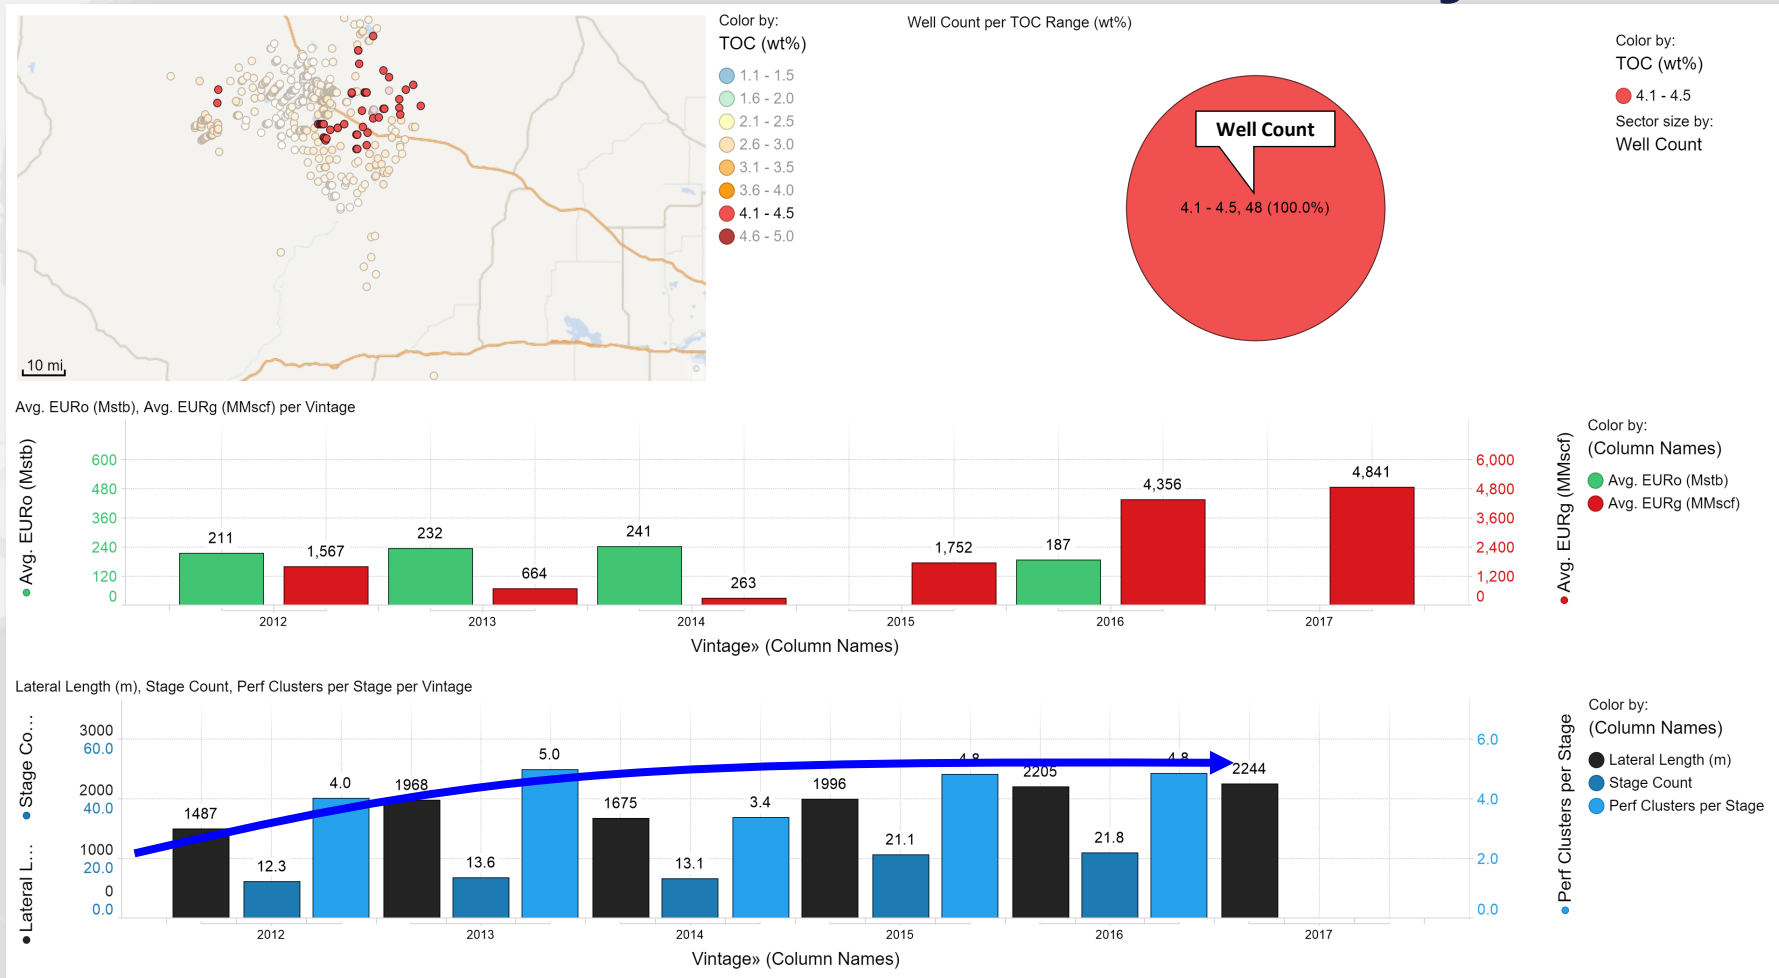 Color by:
TOC (wt%)
1.1 - 1.5
1.6 - 2.0
2.1 - 2.5
2.6 - 3.0
3.1 - 3.5
3.6 - 4.0
4.1 - 4.5
4.6 - 5.0
10 mi
Well Count per TOC Range (wt%)
Well Count
4.1 - 4.5, 48 (100.0%)
Color by:
TOC (wt%)
4.1 - 4.5
Sector size by:
Well Count
Avg. EURo (Mstb), Avg. EURg (MMscf) per Vintage
Avg. EURo (Mstb)
600
480
360
240
120
0
211
1,567
232
664
241
263
1,752
187
4,356
4,841
6,000
4,800
3,600
2,400
1,200
0
Avg. EURg (MMscf)
2012
2013
2014
2015
2016
2017
Vintage» (Column Names)
Color by:
(Column Names)
Avg. EURo (Mstb)
Avg. EURg (MMscf)
Lateral Length (m), Stage Count, Perf Clusters per Stage per Vintage
Stage Co…
Lateral L…
3000
60.0
2000
40.0
1000
20.0
0
0.0
1487
12.3
4.0
1968
13.6
5.0
1675
13.1
3.4
1996
21.1
4.8
2205
21.8
4.8
2244
6.0
4.0
2.0
0.0
Perf Clusters per Stage
2012
2013
2014
2015
2016
2017
Vintage» (Column Names)
Color by:
(Column Names)
Lateral Length (m)
Stage Count
Perf Clusters per Stage